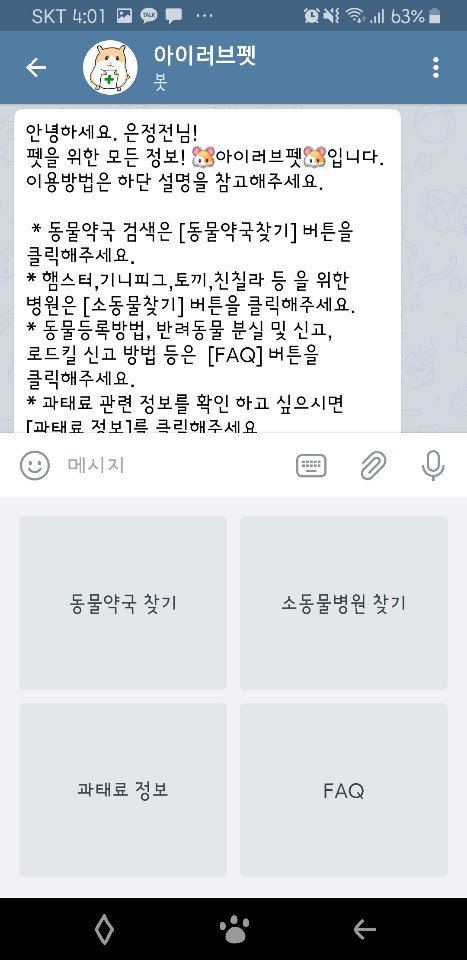 SKT 4:01 TALK ... 63%
아이러브펫
봇
안녕하세요. 은정전님!
펫을 위한 모든 정보! 🐹아이러브펫🐹입니다.
이용방법은 하단 설명을 참고해주세요.
* 동물약국 검색은 [동물약국찾기] 버튼을
클릭해주세요.
* 햄스터,기니피그,토끼,친칠라 등 을 위한
병원은 [소동물찾기] 버튼을 클릭해주세요.
* 동물등록방법, 반려동물 분실 및 신고,
로드킬 신고 방법 등은 [FAQ] 버튼을
클릭해주세요.
* 과태료 관련 정보를 확인 하고 싶으시면
[과태료 정보]를 클릭해주세요
메시지
동물약국 찾기
소동물병원 찾기
과태료 정보
FAQ